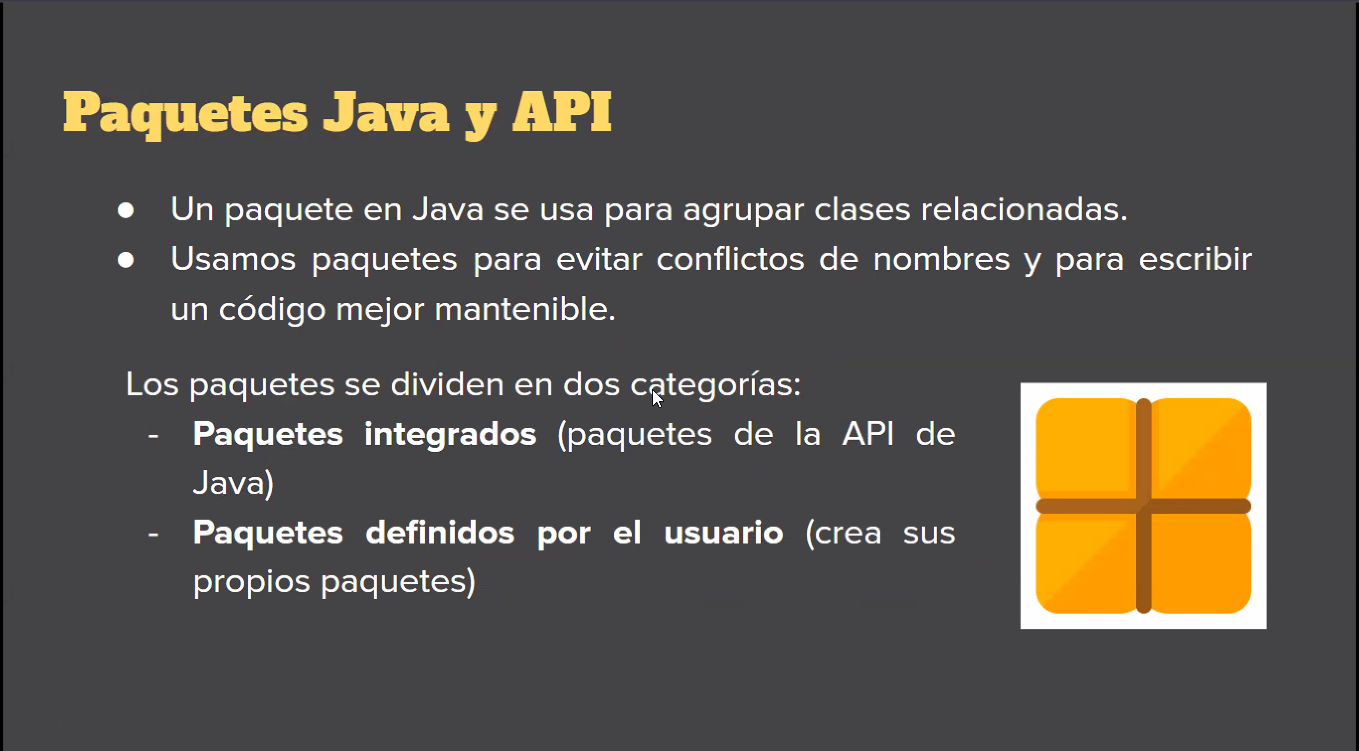 Paquetes Java y API
● Un paquete en Java se usa para agrupar clases relacionadas.
● Usamos paquetes para evitar conflictos de nombres y para escribir
un código mejor mantenible.
Los paquetes se dividen en dos categorías:
- Paquetes integrados (paquetes de la API de
Java)
- Paquetes definidos por el usuario (crea sus
propios paquetes)